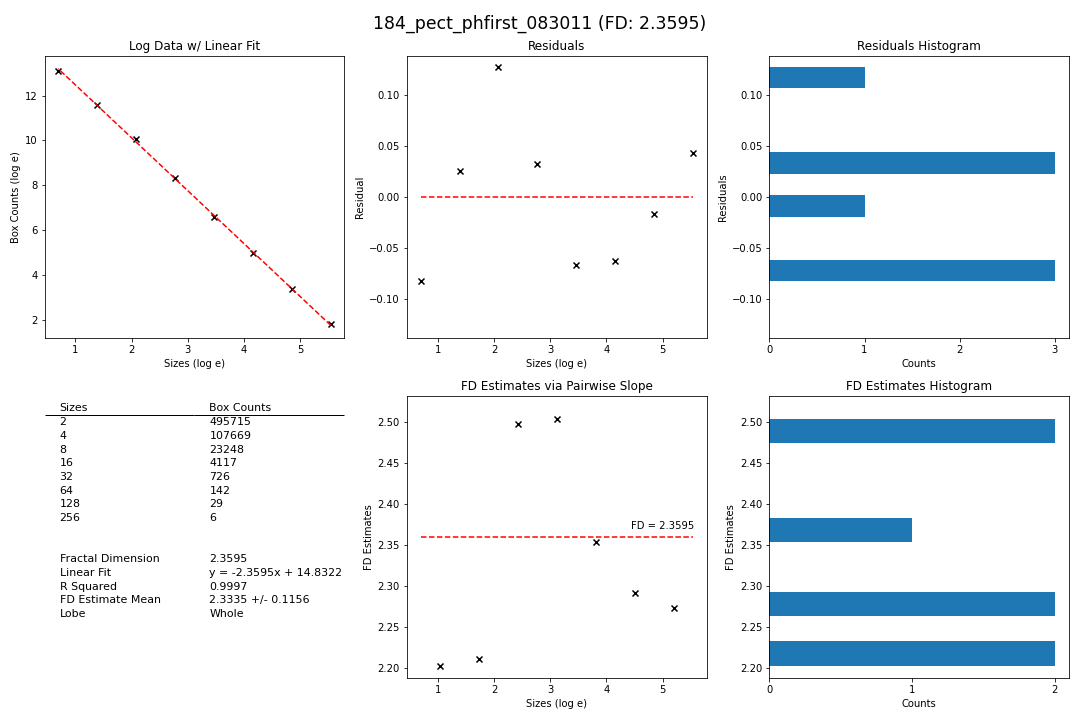 184_pect_phfirst_083011 (FD: 2.3595)
Log Data w/ Linear Fit
Box Counts (log e)
12
10
8
6
4
2
1 2 3 4 5
Sizes (log e)
Residuals
Residual
0.10
0.05
0.00
−0.05
−0.10
1 2 3 4 5
Sizes (log e)
Residuals Histogram
Residuals
0.10
0.05
0.00
−0.05
−0.10
0 1 2 3
Counts
Sizes Box Counts
2 495715
4 107669
8 23248
16 4117
32 726
64 142
128 29
256 6
Fractal Dimension 2.3595
Linear Fit y = -2.3595x + 14.8322
R Squared 0.9997
FD Estimate Mean 2.3335 +/- 0.1156
Lobe Whole
FD Estimates via Pairwise Slope
FD Estimates
2.50
2.45
2.40
2.35
2.30
2.25
2.20
FD = 2.3595
1 2 3 4 5
Sizes (log e)
FD Estimates Histogram
FD Estimates
2.50
2.45
2.40
2.35
2.30
2.25
2.20
0 1 2
Counts